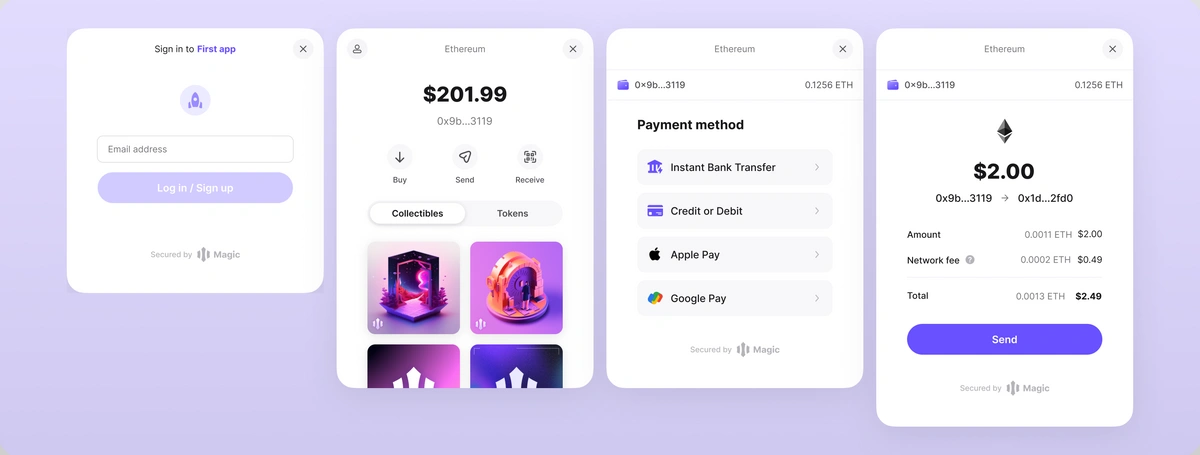 Sign in to First app
Email address
Log in / Sign up
Secured by Magic
Ethereum
$201.99
0x9b...3119
Buy Send Receive
Collectibles Tokens
Ethereum
0×9b...3119 0.1256 ETH
Payment method
Instant Bank Transfer
Credit or Debit
Apple Pay
Google Pay
Secured by Magic
Ethereum
0×9b...3119 0.1256 ETH
$2.00
0x9b...3119 → 0x1d...2fd0
Amount 0.0011 ETH $2.00
Network fee ? 0.0002 ETH $0.49
Total 0.0013 ETH $2.49
Send
Secured by Magic